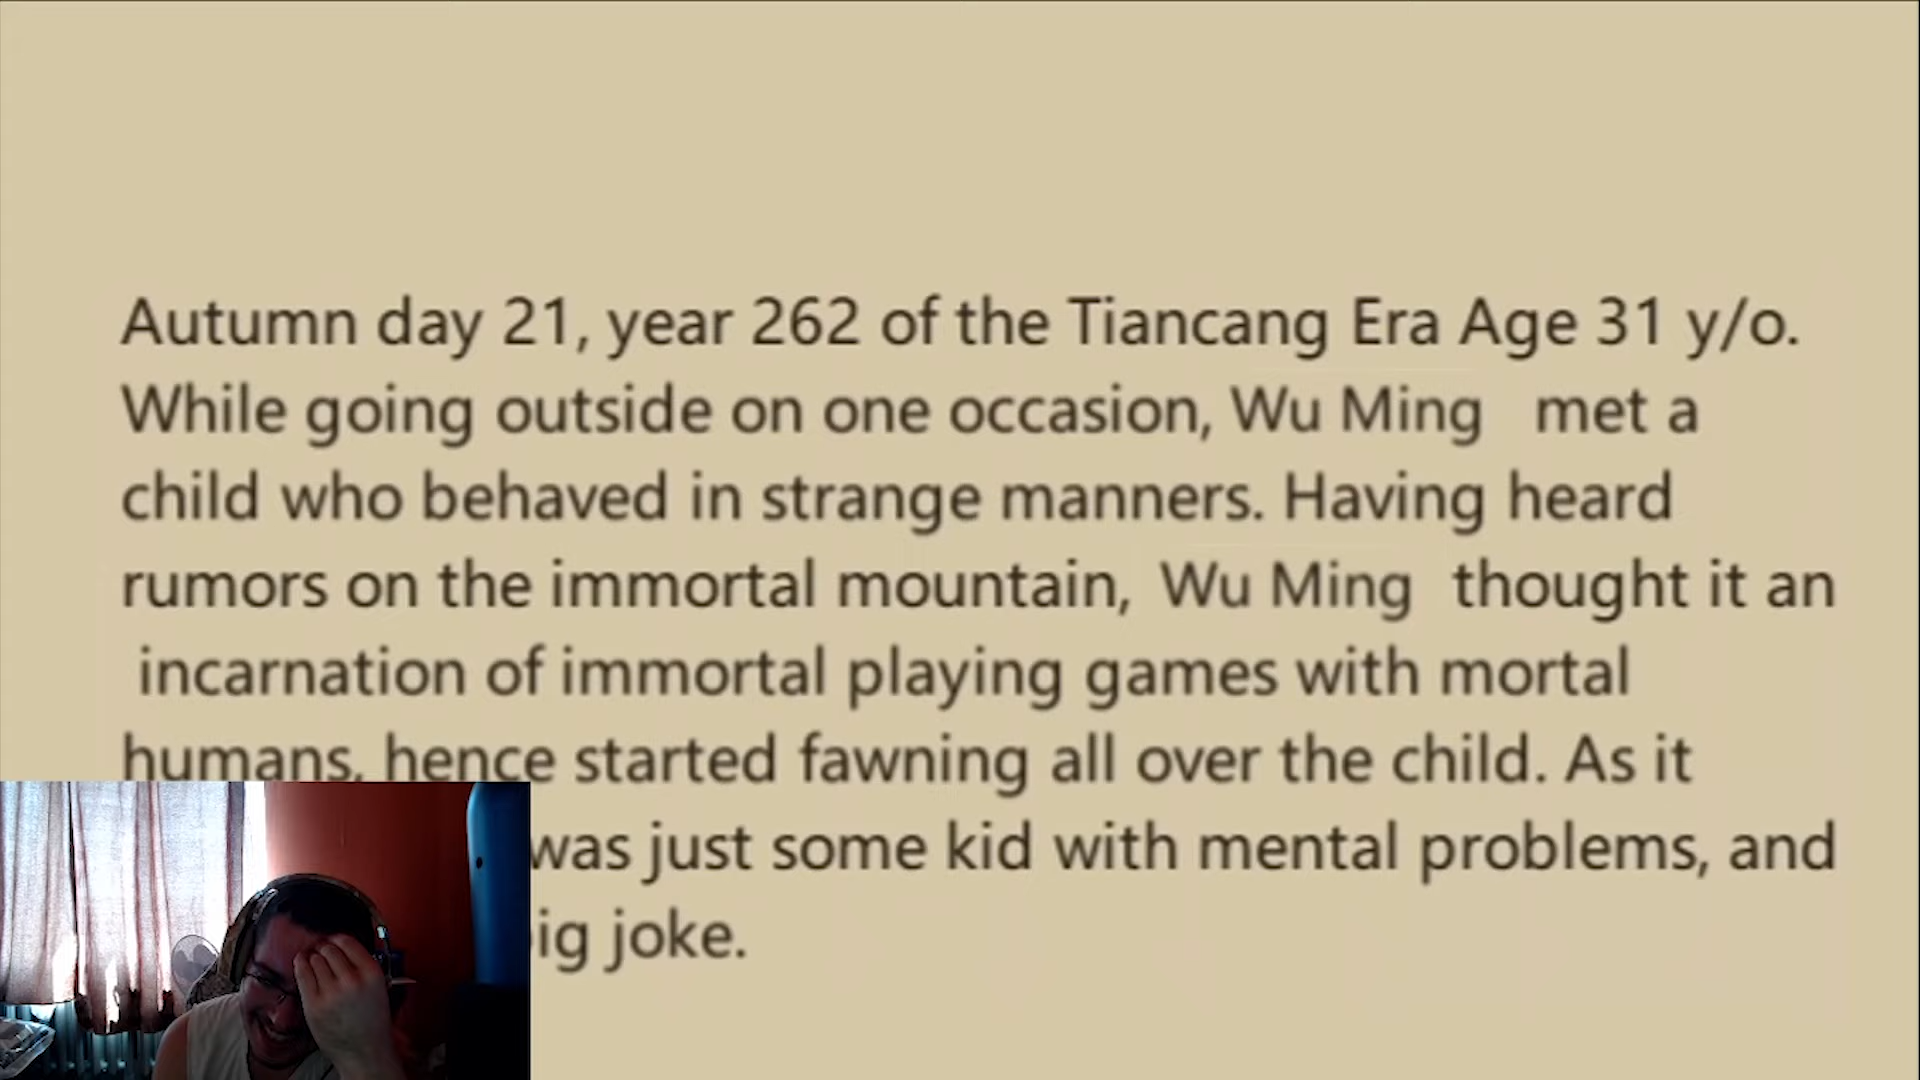 Autumn day 21, year 262 of the Tiancang Era Age 31 y/o.
While going outside on one occasion, Wu Ming met a
child who behaved in strange manners. Having heard
rumors on the immortal mountain, Wu Ming thought it an
incarnation of immortal playing games with mortal
humans, hence started fawning all over the child. As it
was just some kid with mental problems, and
joke.